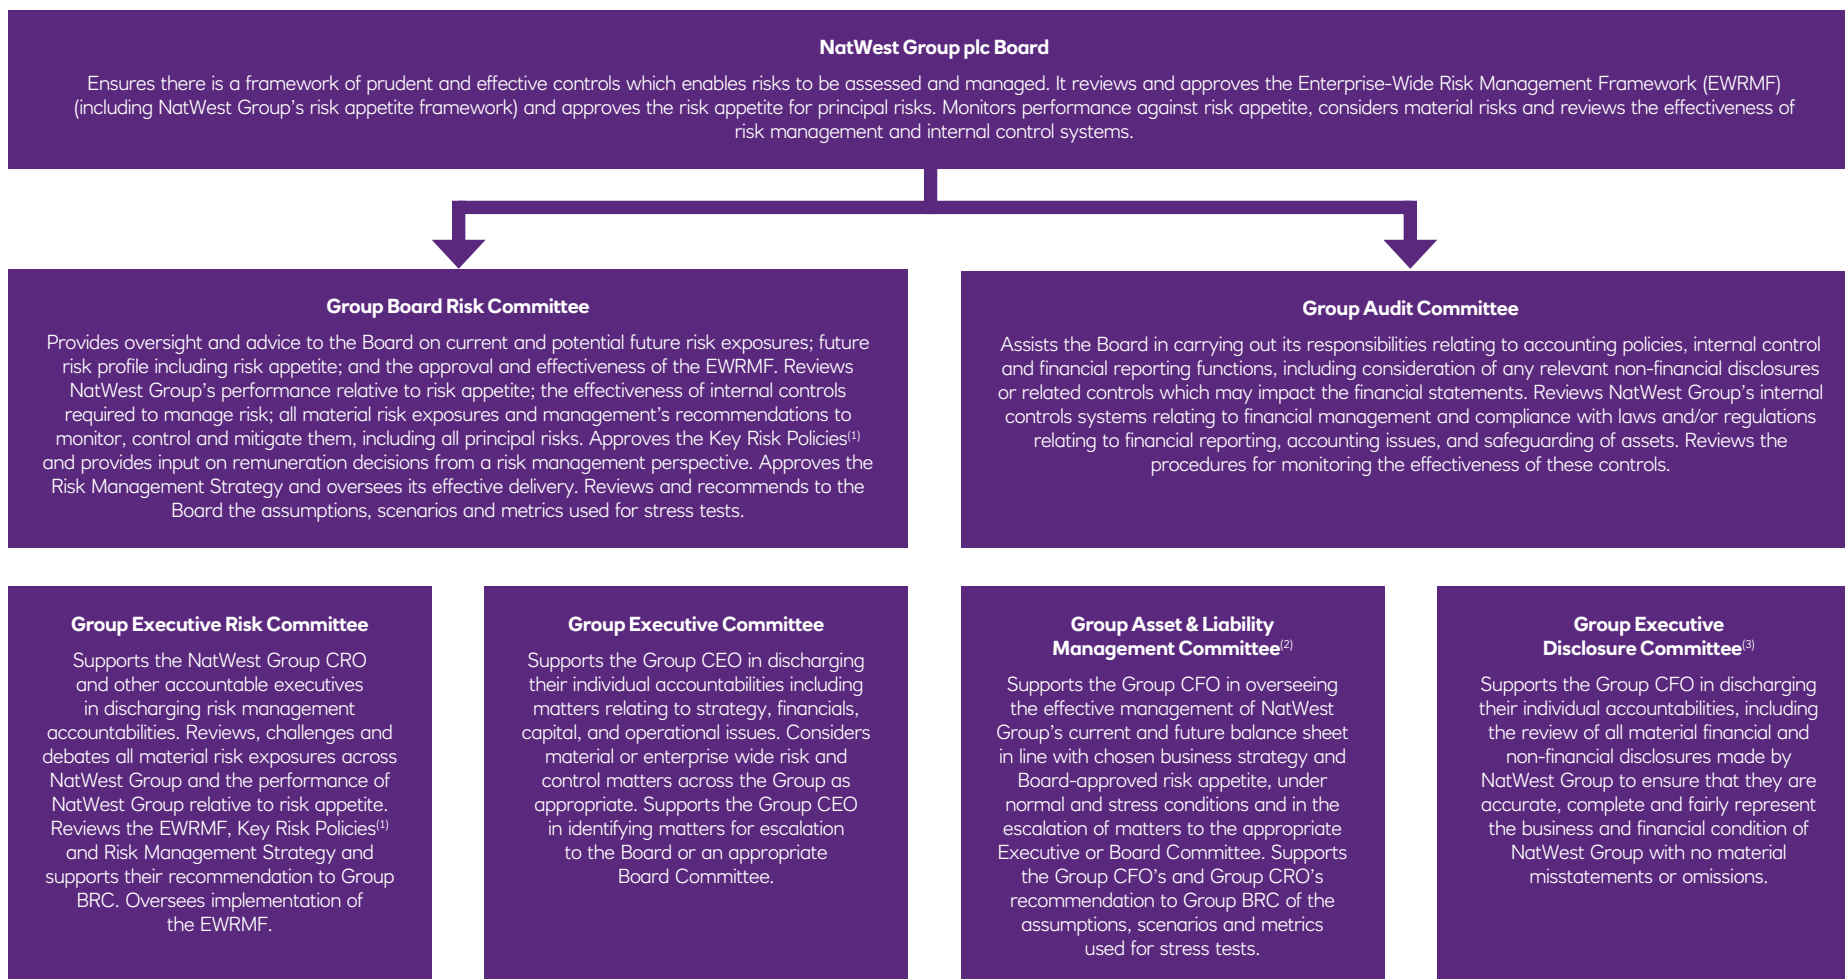 NatWest Group plc Board
Ensures there is a framework of prudent and effective controls which enables risks to be assessed and managed. It reviews and approves the Enterprise-Wide Risk Management Framework (EWRMF)
(including NatWest Group's risk appetite framework) and approves the risk appetite for principal risks. Monitors performance against risk appetite, considers material risks and reviews the effectiveness of
risk management and internal control systems.
Group Board Risk Committee
Provides oversight and advice to the Board on current and potential future risk exposures; future
risk profile including risk appetite; and the approval and effectiveness of the EWRMF. Reviews
NatWest Group's performance relative to risk appetite; the effectiveness of internal controls
required to manage risk; all material risk exposures and management's recommendations to
monitor, control and mitigate them, including all principal risks. Approves the Key Risk Policies(1)
and provides input on remuneration decisions from a risk management perspective. Approves the
Risk Management Strategy and oversees its effective delivery. Reviews and recommends to the
Board the assumptions, scenarios and metrics used for stress tests.
Group Audit Committee
Assists the Board in carrying out its responsibilities relating to accounting policies, internal control
and financial reporting functions, including consideration of any relevant non-financial disclosures
or related controls which may impact the financial statements. Reviews NatWest Group's internal
controls systems relating to financial management and compliance with laws and/or regulations
relating to financial reporting, accounting issues, and safeguarding of assets. Reviews the
procedures for monitoring the effectiveness of these controls.
Group Executive Risk Committee
Supports the NatWest Group CRO
and other accountable executives
in discharging risk management
accountabilities. Reviews, challenges and
debates all material risk exposures across
NatWest Group and the performance of
NatWest Group relative to risk appetite.
Reviews the EWRMF, Key Risk Policies(1)
and Risk Management Strategy and
supports their recommendation to Group
BRC. Oversees implementation of
the EWRMF.
Group Executive Committee
Supports the Group CEO in discharging
their individual accountabilities including
matters relating to strategy, financials,
capital, and operational issues. Considers
material or enterprise wide risk and
control matters across the Group as
appropriate. Supports the Group CEO
in identifying matters for escalation
to the Board or an appropriate
Board Committee.
Group Asset & Liability
Management Committee(2)
Supports the Group CFO in overseeing
the effective management of NatWest
Group's current and future balance sheet
in line with chosen business strategy and
Board-approved risk appetite, under
normal and stress conditions and in the
escalation of matters to the appropriate
Executive or Board Committee. Supports
the Group CFO's and Group CRO's
recommendation to Group BRC of the
assumptions, scenarios and metrics
used for stress tests.
Group Executive
Disclosure Committee(3)
Supports the Group CFO in discharging
their individual accountabilities, including
the review of all material financial and
non-financial disclosures made by
NatWest Group to ensure that they are
accurate, complete and fairly represent
the business and financial condition of
NatWest Group with no material
misstatements or omissions.